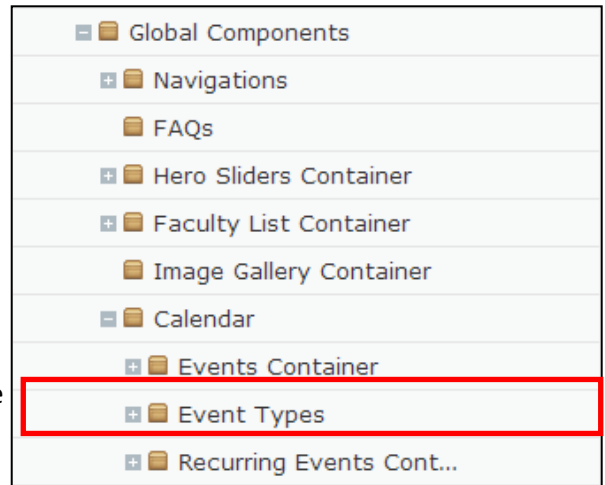 Global Components
Navigations
FAQs
Hero Sliders Container
Faculty List Container
Image Gallery Container
Calendar
Events Container
e
Event Types
Recurring Events Cont...